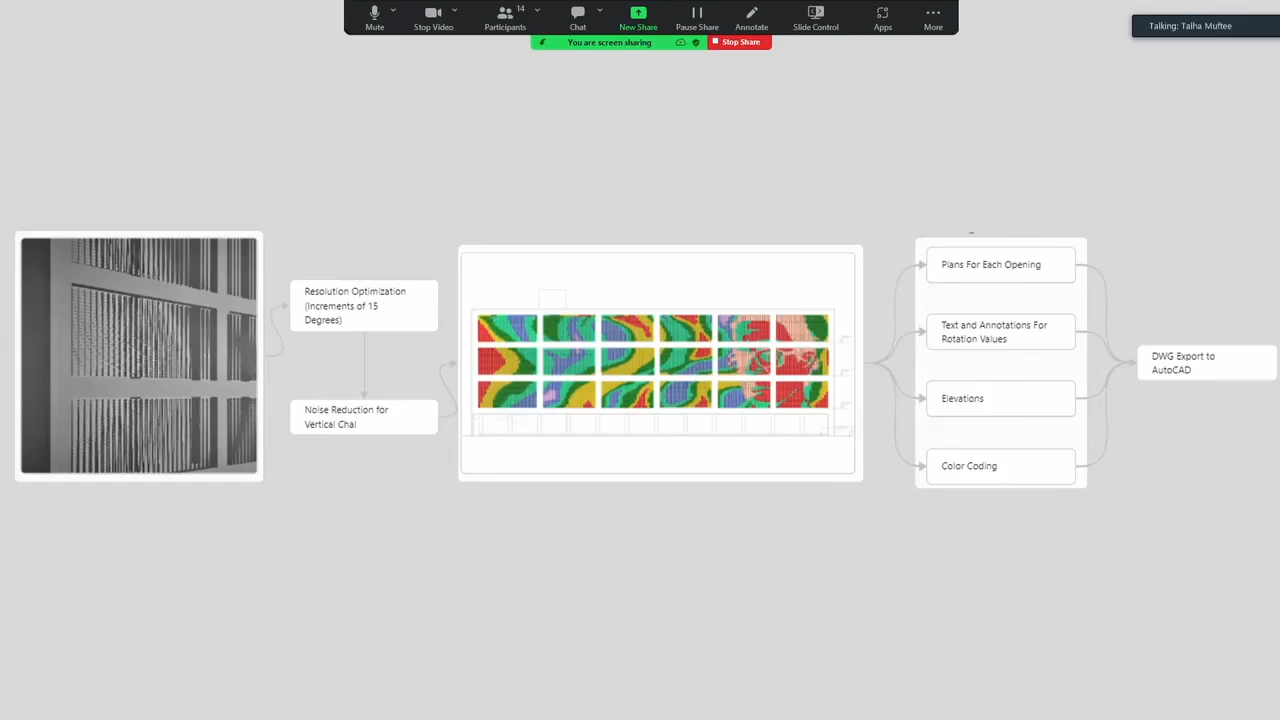 14
Mute
Stop Video
Participants
Chat
New Share
Pause Share
Annotate
Slide Control
Apps
More
You are screen sharing
Stop Share
Talking: Talha Muftee
Resolution Optimization
(Increments of 15
Degrees)
Noise Reduction for
Vertical Chal
Plans For Each Opening
Text and Annotations For
Rotation Values
Elevations
Color Coding
DWG Export to
AutoCAD